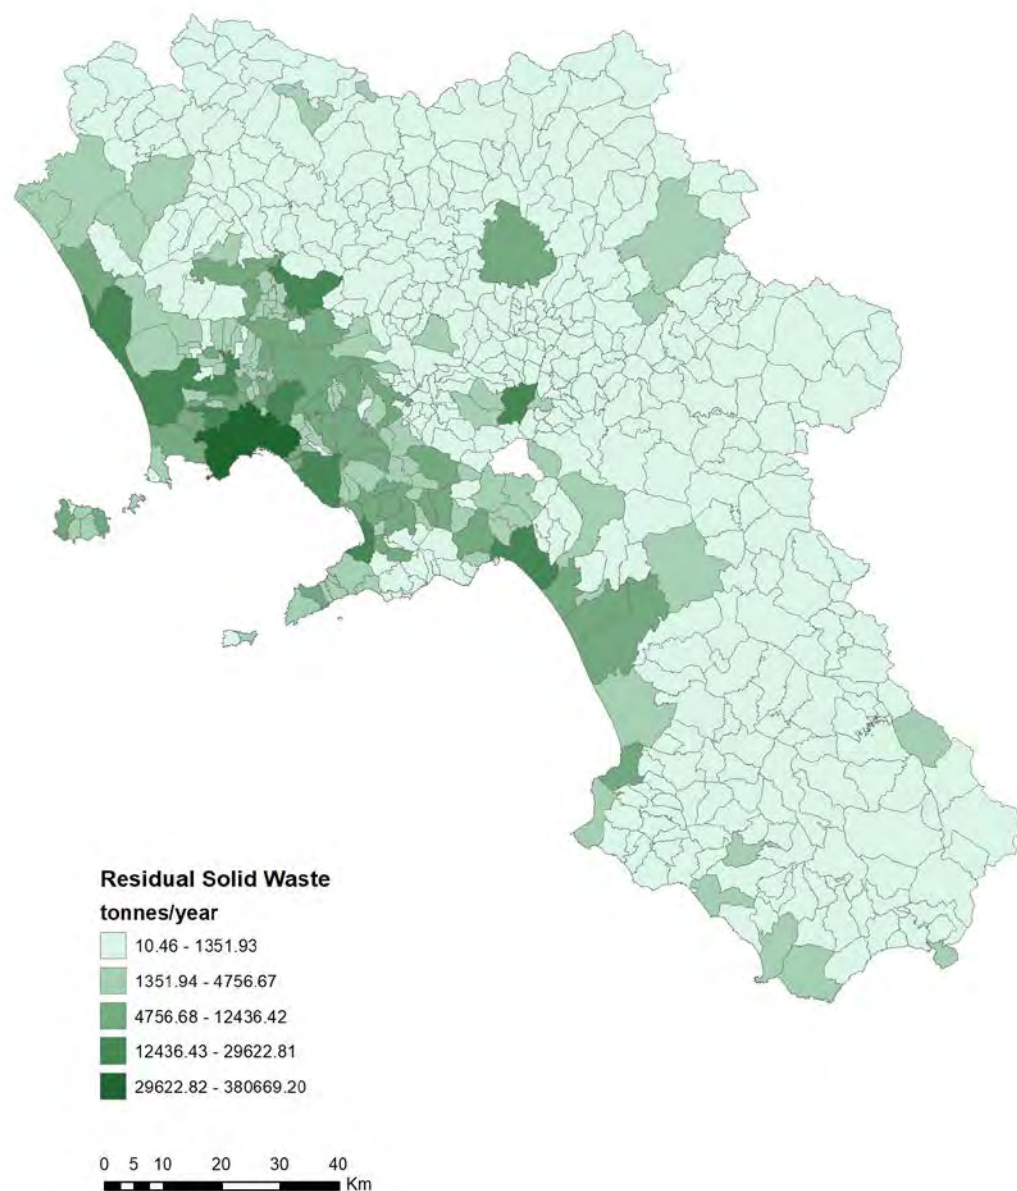 Residual Solid Waste
tonnes/year
10.46 - 1351.93
1351.94 - 4756.67
4756.68 - 12436.42
12436.43 - 29622.81
29622.82 - 380669.20
0 5 10 20 30 40
Km